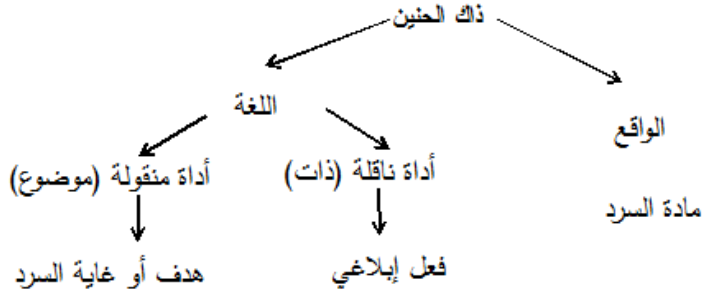 ذاك الحنين
اللغة
الواقع
أداة ناقلة (ذات)
أداة منقولة (موضوع)
مادة السرد
فعل إبلاغي
هدف أو غاية السرد